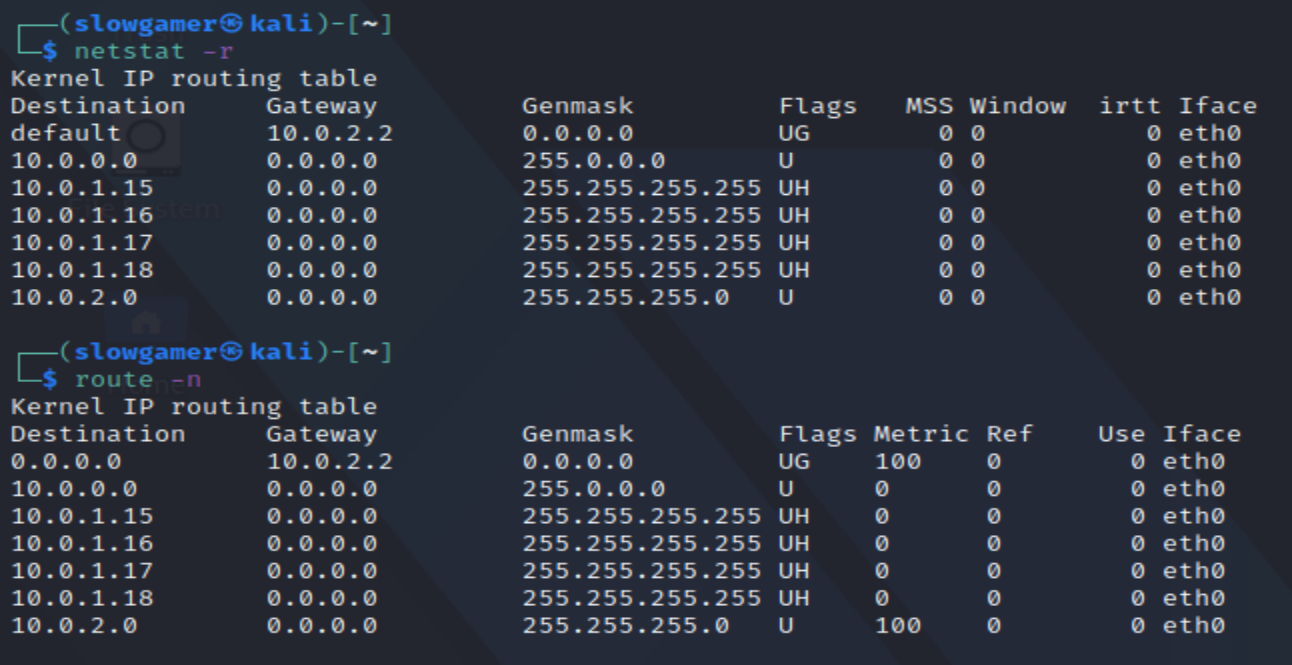 ┌──(slowgamer㉿kali)-[~]
└─$ netstat -r
Kernel IP routing table
Destination     Gateway         Genmask         Flags   MSS Window  irtt Iface
default         10.0.2.2        0.0.0.0         UG        0 0          0 eth0
10.0.0.0        0.0.0.0         255.0.0.0       U         0 0          0 eth0
10.0.1.15       0.0.0.0         255.255.255.255 UH        0 0          0 eth0
10.0.1.16       0.0.0.0         255.255.255.255 UH        0 0          0 eth0
10.0.1.17       0.0.0.0         255.255.255.255 UH        0 0          0 eth0
10.0.1.18       0.0.0.0         255.255.255.255 UH        0 0          0 eth0
10.0.2.0        0.0.0.0         255.255.255.0   U         0 0          0 eth0
┌──(slowgamer㉿kali)-[~]
└─$ route -n
Kernel IP routing table
Destination     Gateway         Genmask         Flags Metric Ref    Use Iface
0.0.0.0         10.0.2.2        0.0.0.0         UG    100    0        0 eth0
10.0.0.0        0.0.0.0         255.0.0.0       U     0      0        0 eth0
10.0.1.15       0.0.0.0         255.255.255.255 UH    0      0        0 eth0
10.0.1.16       0.0.0.0         255.255.255.255 UH    0      0        0 eth0
10.0.1.17       0.0.0.0         255.255.255.255 UH    0      0        0 eth0
10.0.1.18       0.0.0.0         255.255.255.255 UH    0      0        0 eth0
10.0.2.0        0.0.0.0         255.255.255.0   U     100    0        0 eth0